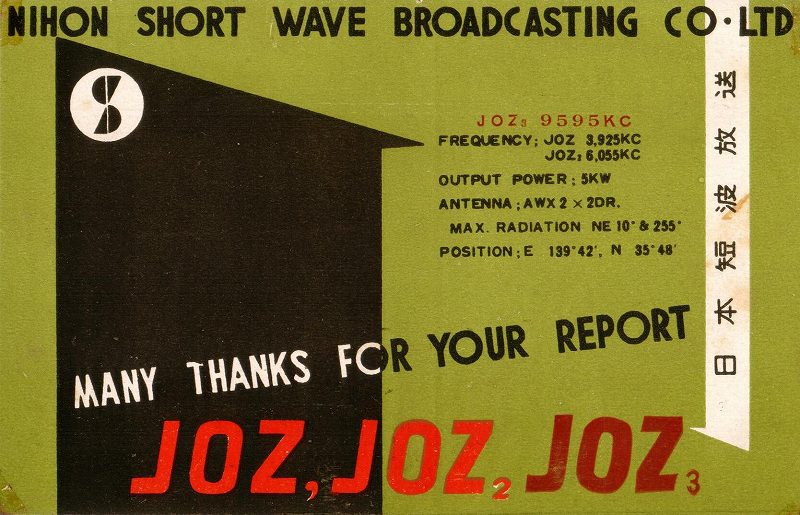 NIHON SHORT WAVE BROADCASTING CO·LTD
JOZ₃ 9595KC
FREQUENCY; JOZ 3,925KC
JOZ₂ 6,055KC
OUTPUT POWER; 5KW
ANTENNA; AWX 2 × 2DR.
MAX. RADIATION NE 10° & 255°
POSITION; E 139°42', N 35°48'
日本短波放送
MANY THANKS FOR YOUR REPORT
JOZ, JOZ₂ JOZ₃